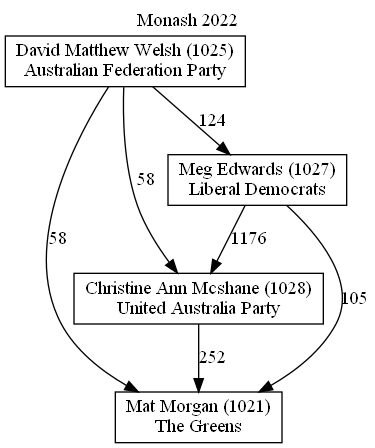 Monash 2022
David Matthew Welsh (1025)
Australian Federation Party
124
Meg Edwards (1027)
Liberal Democrats
58
58
1176
Christine Ann Mcshane (1028)
United Australia Party
105
252
Mat Morgan (1021)
The Greens